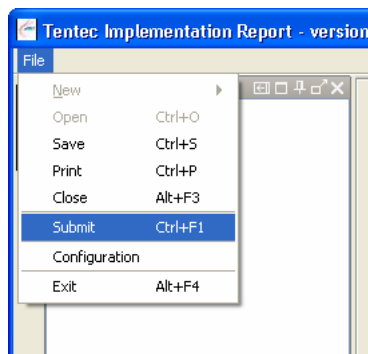 Tentec Implementation Report - version
File
New
Open Ctrl+O
Save Ctrl+S
Print Ctrl+P
Close Alt+F3
Submit Ctrl+F1
Configuration
Exit Alt+F4